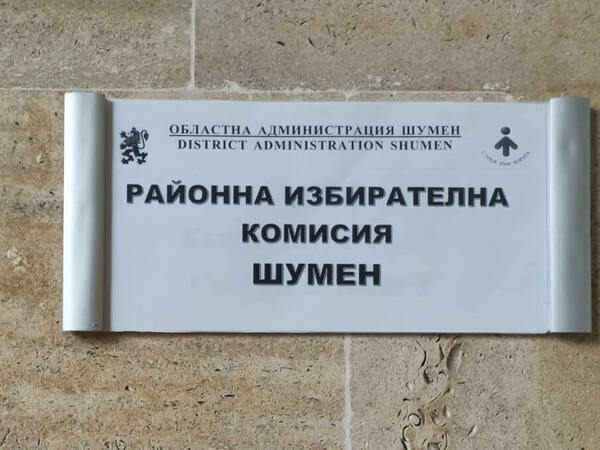 ОБЛАСТНА АДМИНИСТРАЦИЯ ШУМЕН
DISTRICT ADMINISTRATION SHUMEN
РАЙОННА ИЗБИРАТЕЛНА
КОМИСИЯ
ШУМЕН